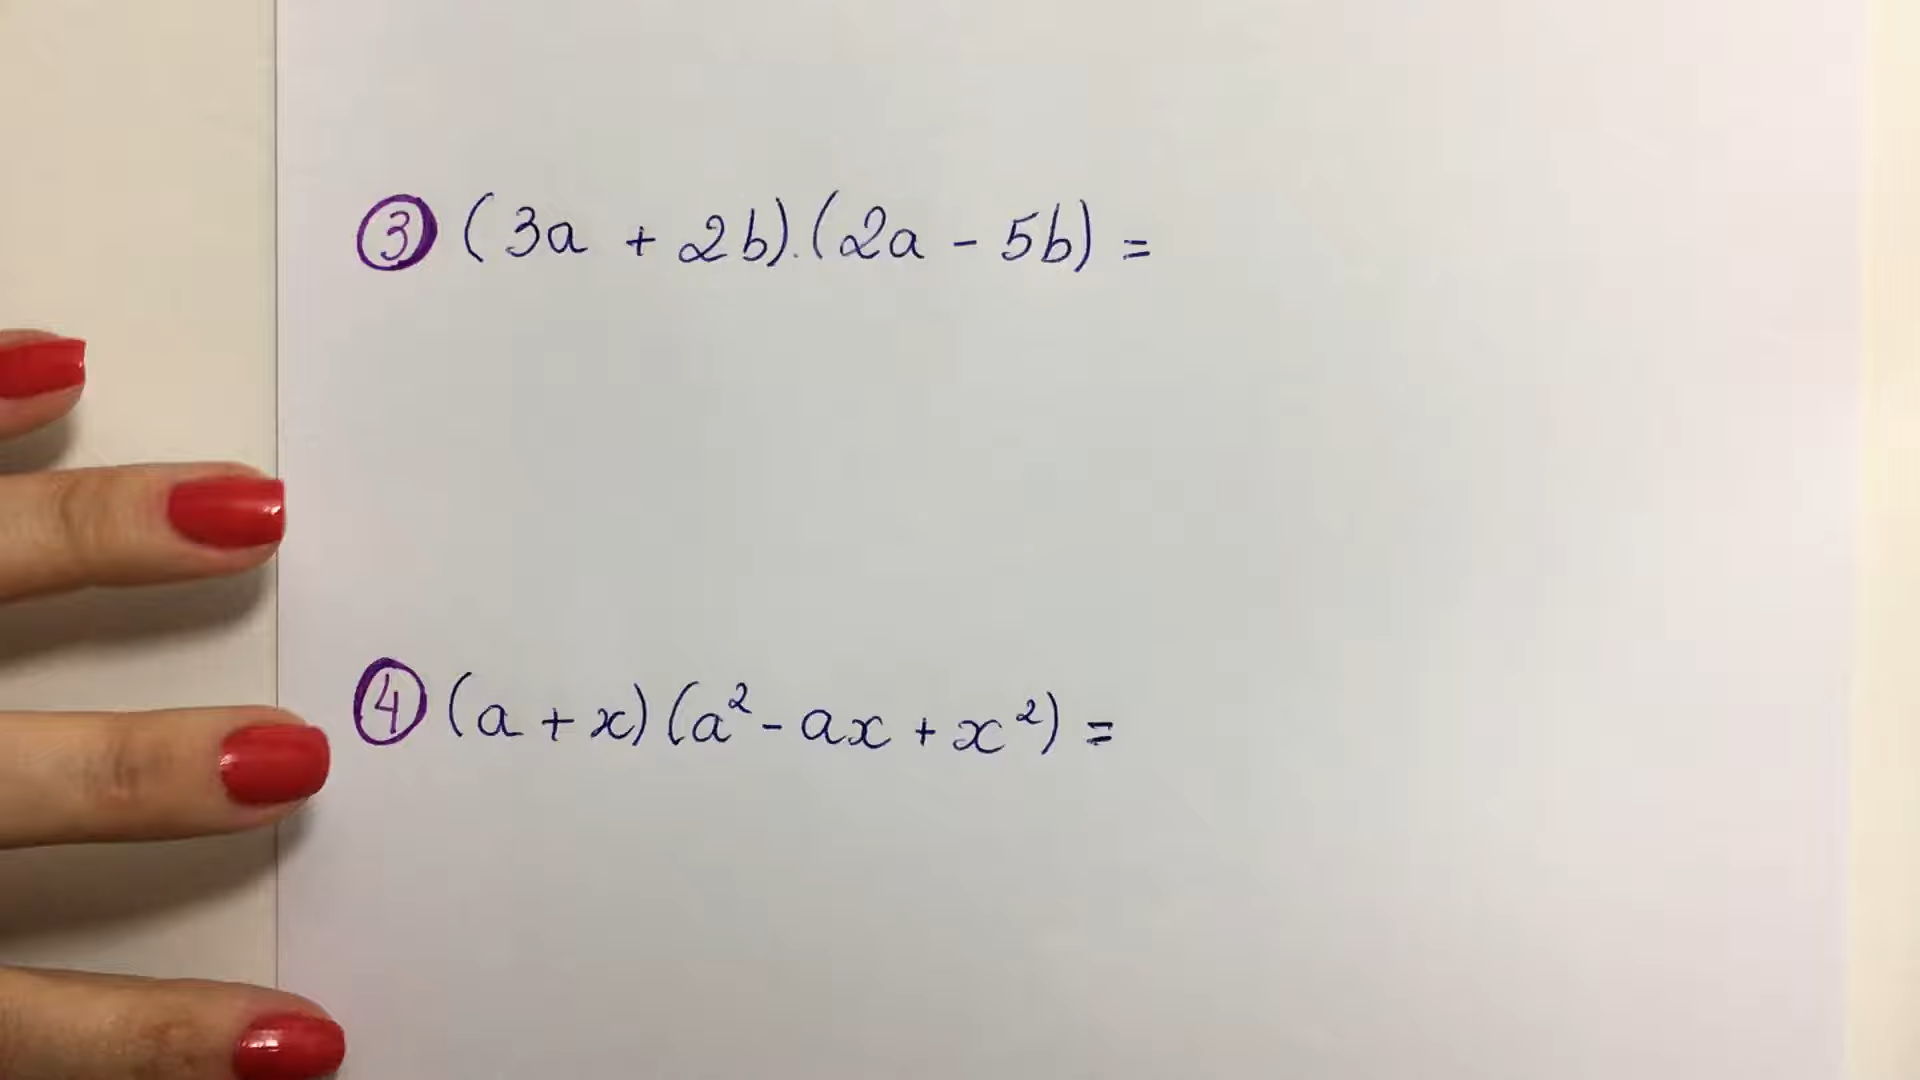 ③ (3a + 2b).(2a - 5b) =
④ (a + x)(a² - ax + x²) =